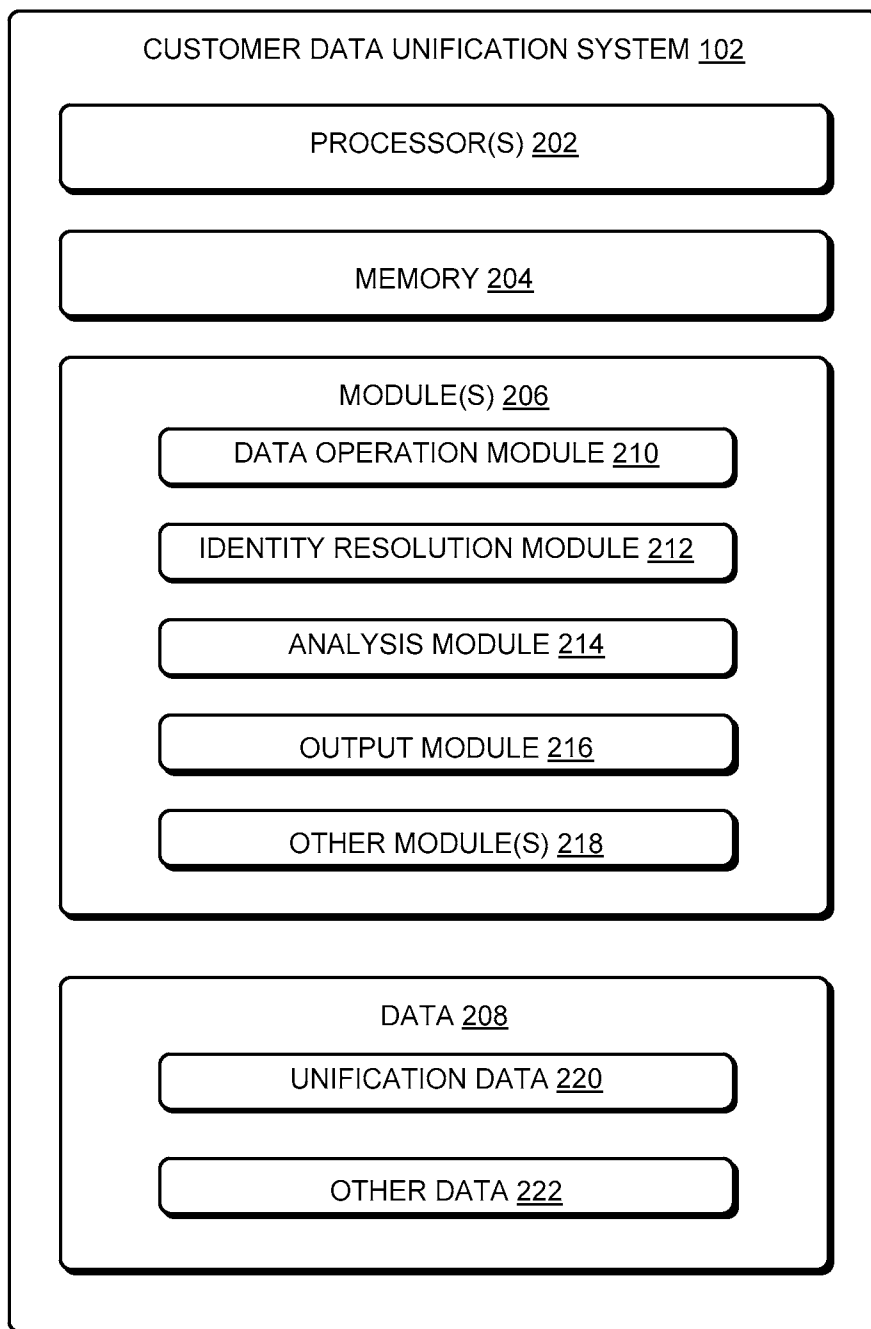 CUSTOMER DATA UNIFICATION SYSTEM 102
PROCESSOR(S) 202
MEMORY 204
MODULE(S) 206
DATA OPERATION MODULE 210
IDENTITY RESOLUTION MODULE 212
ANALYSIS MODULE 214
OUTPUT MODULE 216
OTHER MODULE(S) 218
DATA 208
UNIFICATION DATA 220
OTHER DATA 222